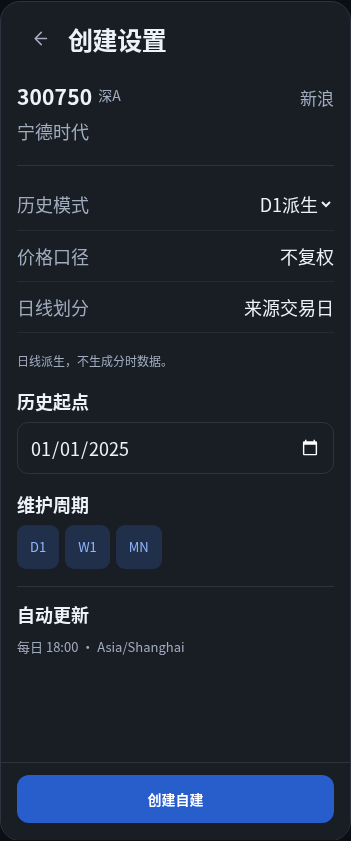 创建设置
300750 深A 新浪
宁德时代
历史模式 D1派生
价格口径 不复权
日线划分 来源交易日
日线派生，不生成分时数据。
历史起点
01/01/2025
维护周期
D1 W1 MN
自动更新
每日 18:00 · Asia/Shanghai
创建自建